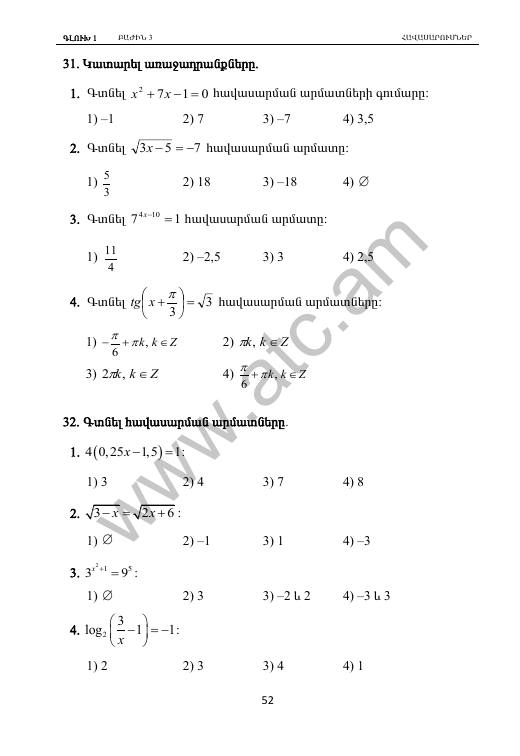 ԳԼՈՒԽ 1 ԲԱԺԻՆ 3 ՀԱՎԱՍԱՐՈՒՄՆԵՐ
31. Կատարել առաջադրանքները.
1. Գտնել x² + 7x − 1 = 0 հավասարման արմատների գումարը:
1) –1 2) 7 3) –7 4) 3,5
2. Գտնել √(3x − 5) = −7 հավասարման արմատը:
1) 5/3 2) 18 3) –18 4) ∅
3. Գտնել 7^(4x−10) = 1 հավասարման արմատը:
1) 11/4 2) –2,5 3) 3 4) 2,5
4. Գտնել tg(x + π/3) = √3 հավասարման արմատները:
1) −π/6 + πk, k ∈ Z 2) πk, k ∈ Z
3) 2πk, k ∈ Z 4) π/6 + πk, k ∈ Z
32. Գտնել հավասարման արմատները.
1. 4(0,25x − 1,5) = 1:
1) 3 2) 4 3) 7 4) 8
2. √(3 − x) = √(2x + 6) :
1) ∅ 2) –1 3) 1 4) –3
3. 3^(x²+1) = 9⁵ :
1) ∅ 2) 3 3) –2 և 2 4) –3 և 3
4. log₂(3/x − 1) = −1:
1) 2 2) 3 3) 4 4) 1
52
www.atc.am